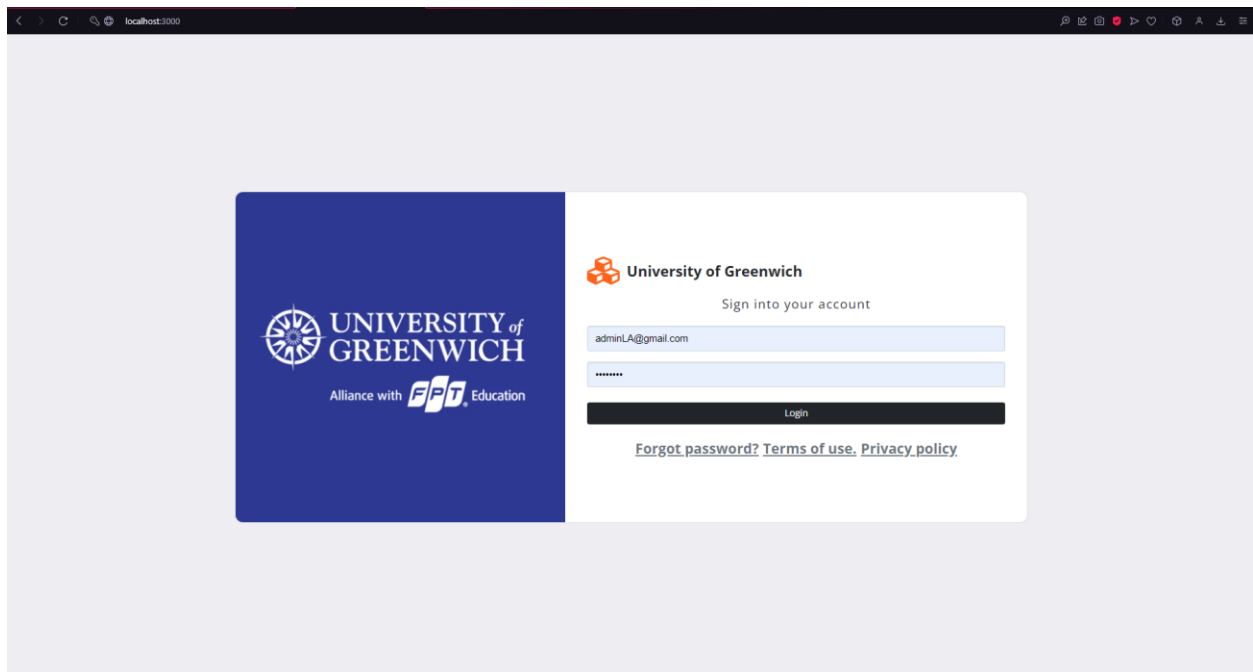 localhost:3000
UNIVERSITY of
GREENWICH
Alliance with FPT Education
University of Greenwich
Sign into your account
adminLA@gmail.com
••••••••
Login
Forgot password? Terms of use. Privacy policy